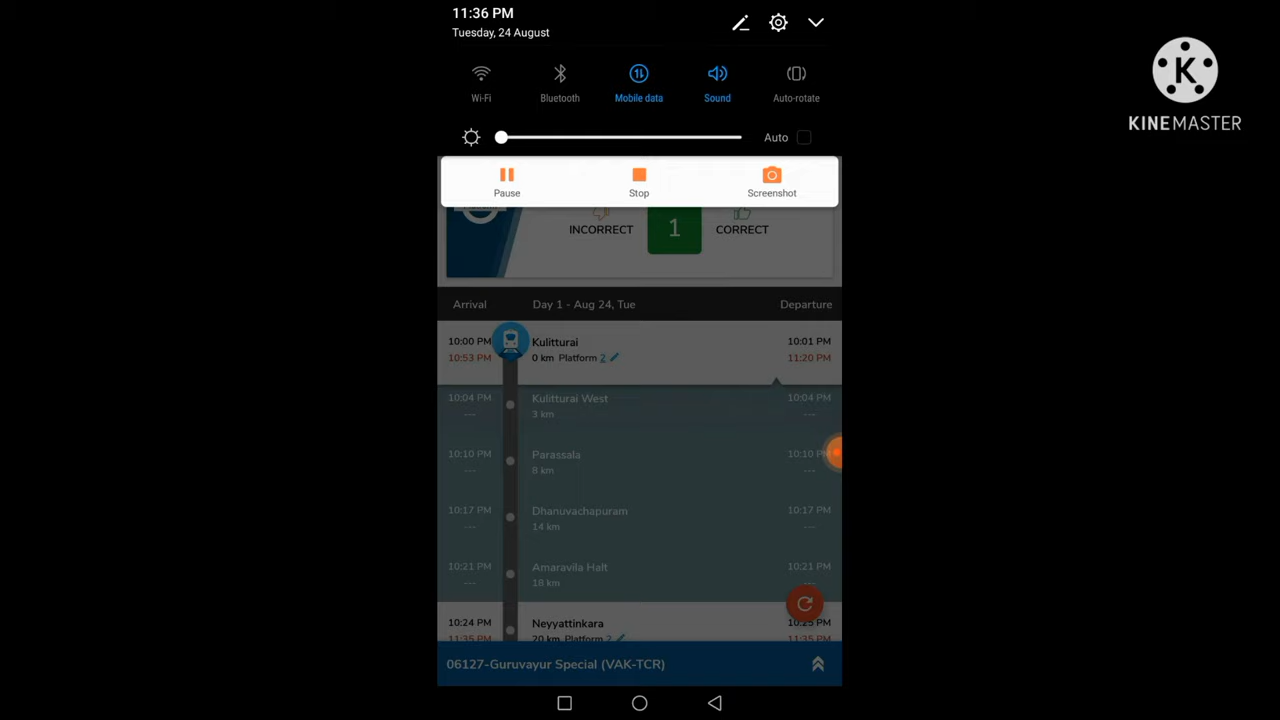 11:36 PM
Tuesday, 24 August
K
KINEMASTER
Wi-Fi
Bluetooth
Mobile data
Sound
Auto-rotate
Auto
Pause
Stop
Screenshot
INCORRECT
1
CORRECT
Arrival
Day 1 - Aug 24, Tue
Departure
10:00 PM
Kulitturai
10:01 PM
10:53 PM
0 km Platform 2
11:20 PM
10:04 PM
Kulitturai West
10:04 PM
---
3 km
---
10:10 PM
Parassala
10:10 PM
---
8 km
---
10:17 PM
Dhanuvachapuram
10:17 PM
---
14 km
---
10:21 PM
Amaravila Halt
10:21 PM
---
18 km
---
10:24 PM
Neyyattinkara
10:25 PM
11:35 PM
20 km Platform 2
11:35 PM
06127-Guruvayur Special (VAK-TCR)